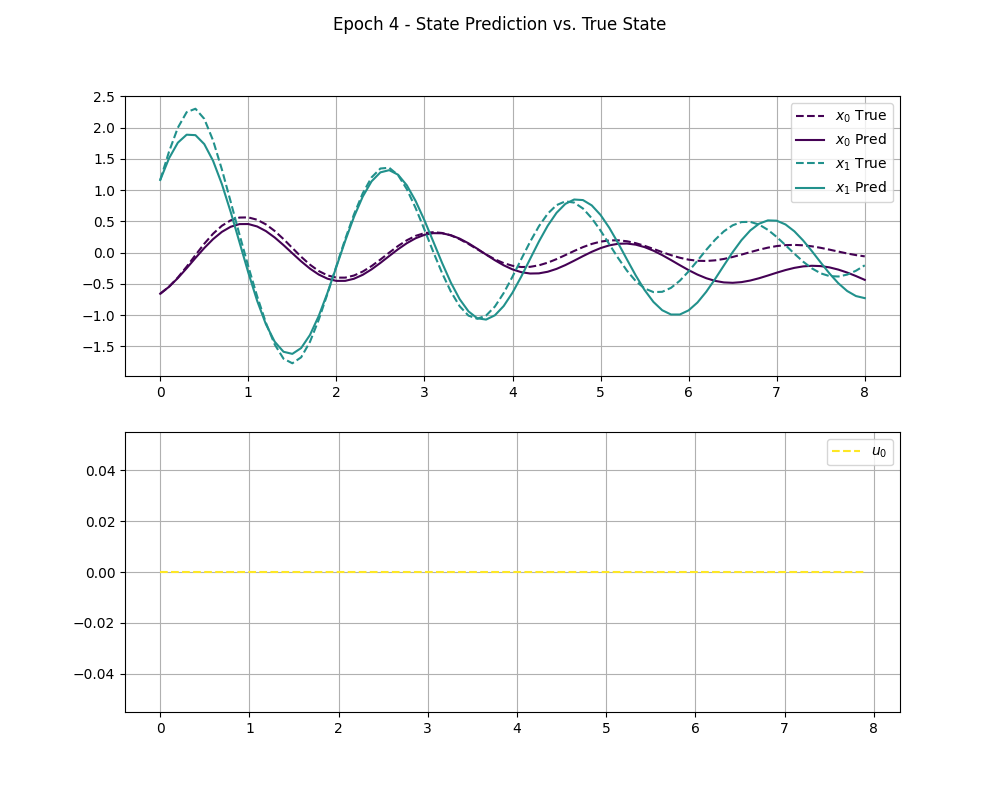 Epoch 4 - State Prediction vs. True State
2.5
2.0
1.5
1.0
0.5
0.0
−0.5
−1.0
−1.5
x₀ True
x₀ Pred
x₁ True
x₁ Pred
0 1 2 3 4 5 6 7 8
0.04
0.02
0.00
−0.02
−0.04
u₀
0 1 2 3 4 5 6 7 8